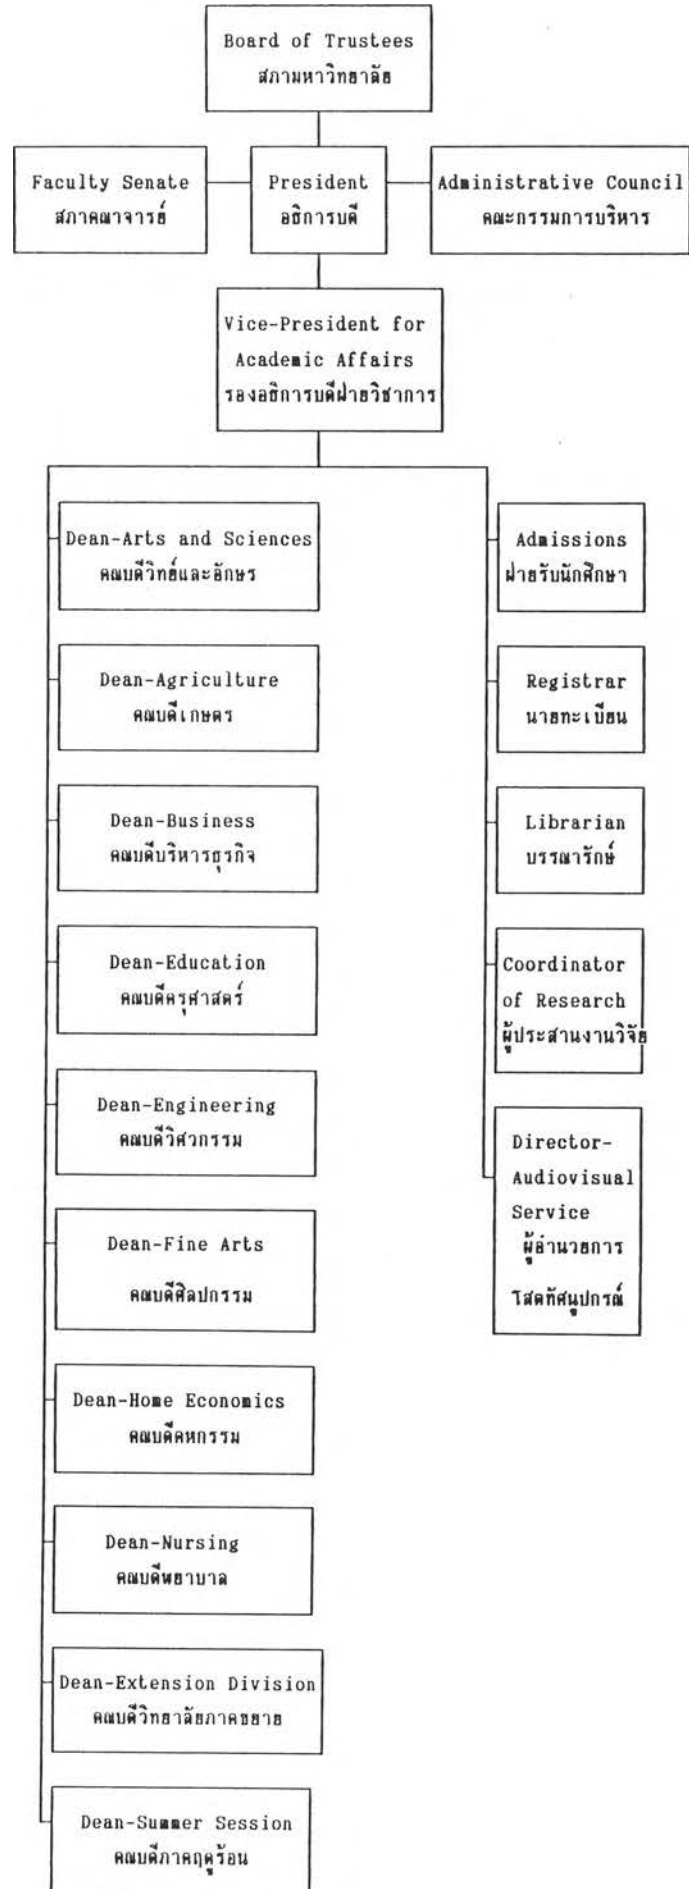 Board of Trustees
สภามหาวิทยาลัย
Faculty Senate
สภาคณาจารย์
President
อธิการบดี
Administrative Council
คณะกรรมการบริหาร
Vice-President for
Academic Affairs
รองอธิการบดีฝ่ายวิชาการ
Dean-Arts and Sciences
คณบดีวิทย์และอักษร
Dean-Agriculture
คณบดีเกษตร
Dean-Business
คณบดีบริหารธุรกิจ
Dean-Education
คณบดีครุศาสตร์
Dean-Engineering
คณบดีวิศวกรรม
Dean-Fine Arts
คณบดีศิลปกรรม
Dean-Home Economics
คณบดีคหกรรม
Dean-Nursing
คณบดีพยาบาล
Dean-Extension Division
คณบดีวิทยาลัยภาคขยาย
Dean-Summer Session
คณบดีภาคฤดูร้อน
Admissions
ฝ่ายรับนักศึกษา
Registrar
นายทะเบียน
Librarian
บรรณารักษ์
Coordinator
of Research
ผู้ประสานงานวิจัย
Director-
Audiovisual
Service
ผู้อำนวยการ
โสตทัศนูปกรณ์